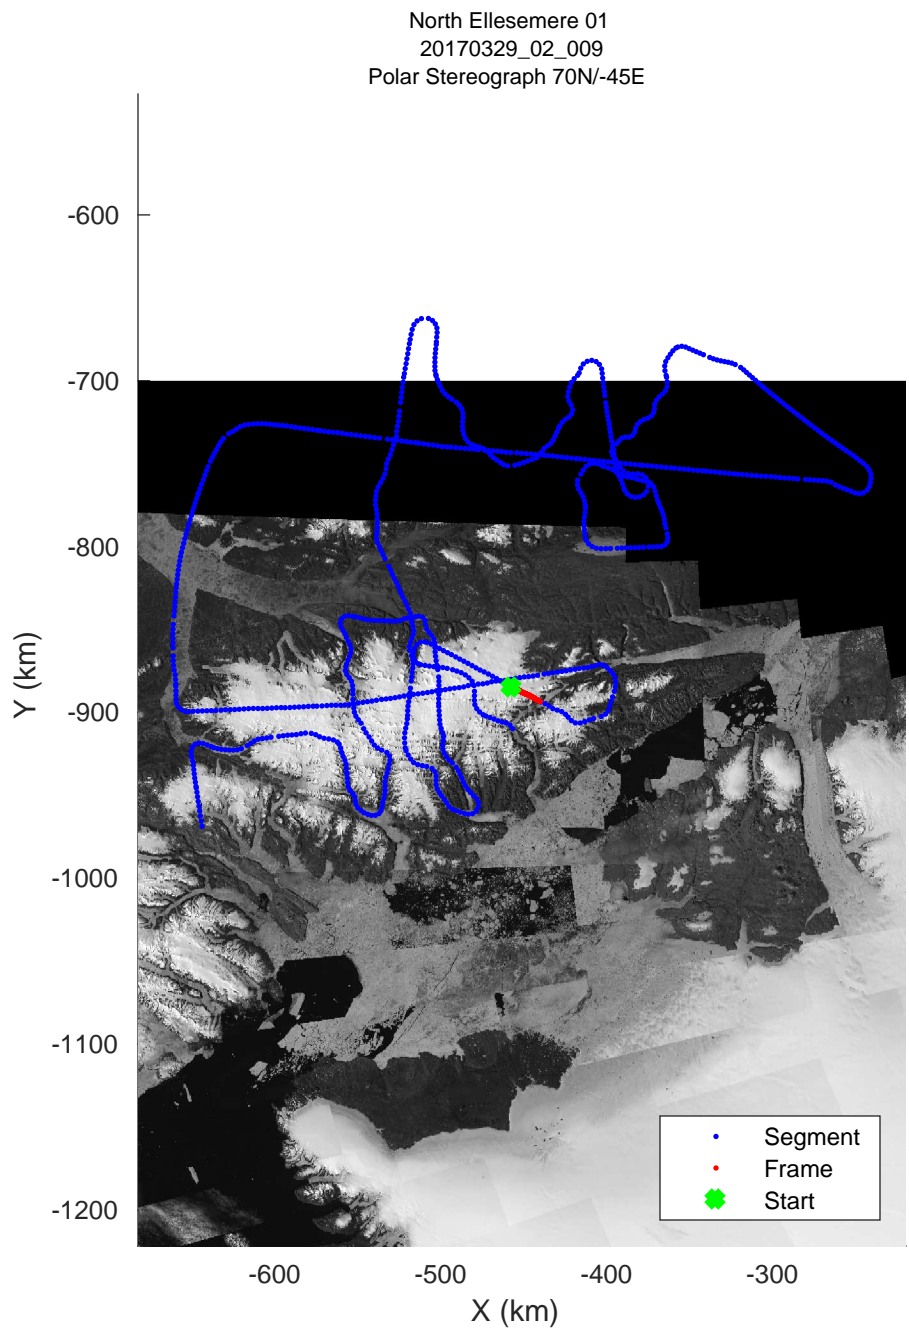 North Ellesemere 01
20170329_02_009
Polar Stereograph 70N/-45E
-600
-700
-800
-900
-1000
-1100
-1200
Y (km)
Segment
Frame
Start
-600
-500
-400
-300
X (km)